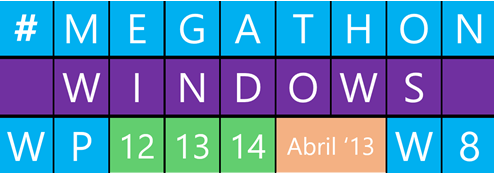 #MEGATHON
WINDOWS
WP 12 13 14 Abril '13 W8